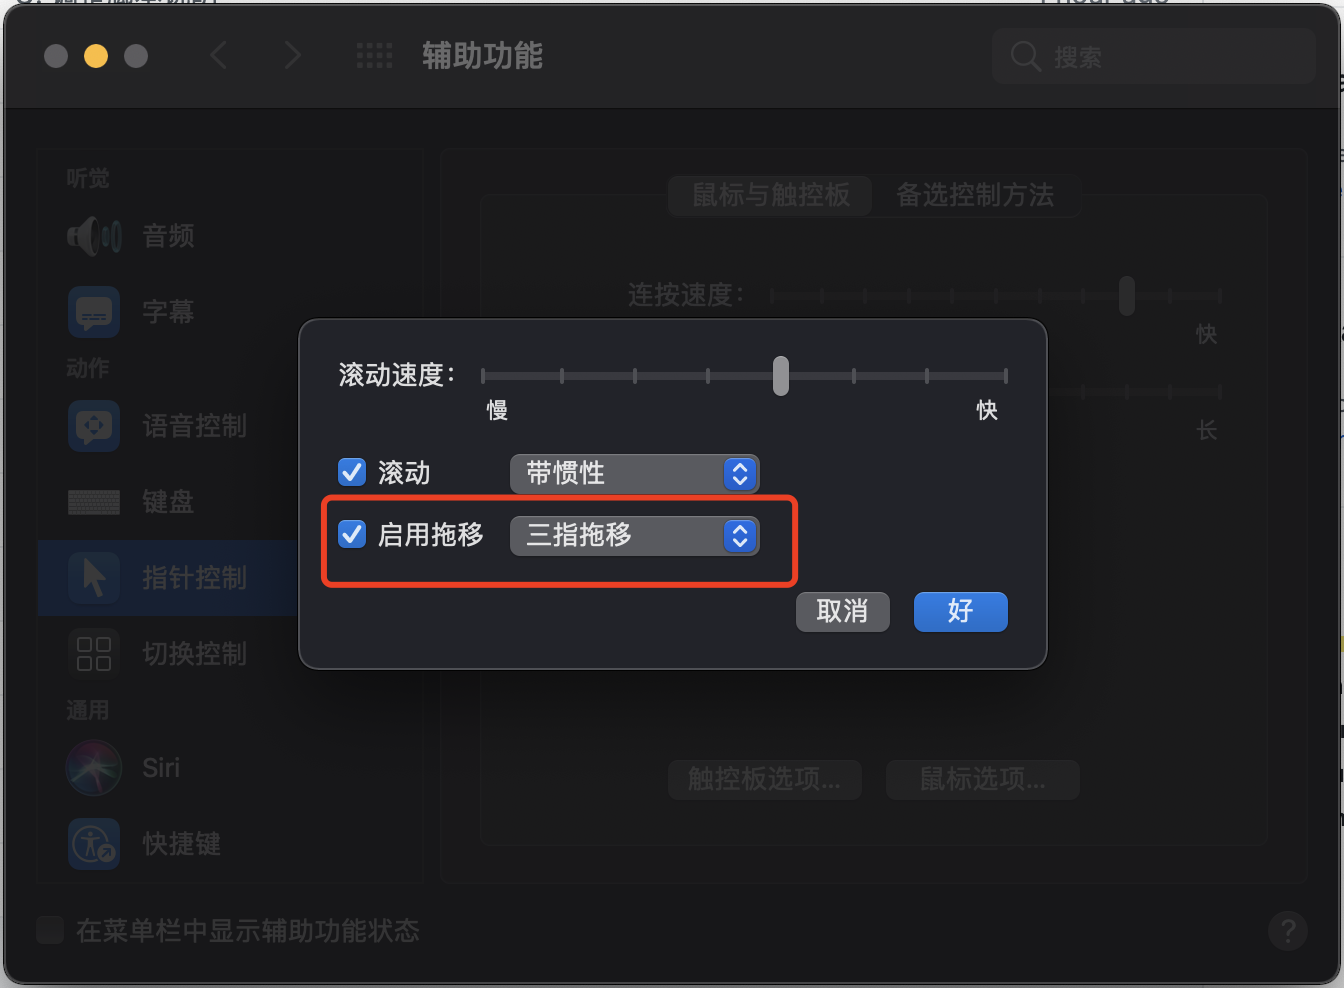 辅助功能
搜索
听觉
音频
字幕
动作
语音控制
键盘
指针控制
切换控制
通用
Siri
快捷键
鼠标与触控板
备选控制方法
连按速度：
快
长
滚动速度：
慢
快
滚动
带惯性
启用拖移
三指拖移
取消
好
触控板选项...
鼠标选项...
在菜单栏中显示辅助功能状态
?